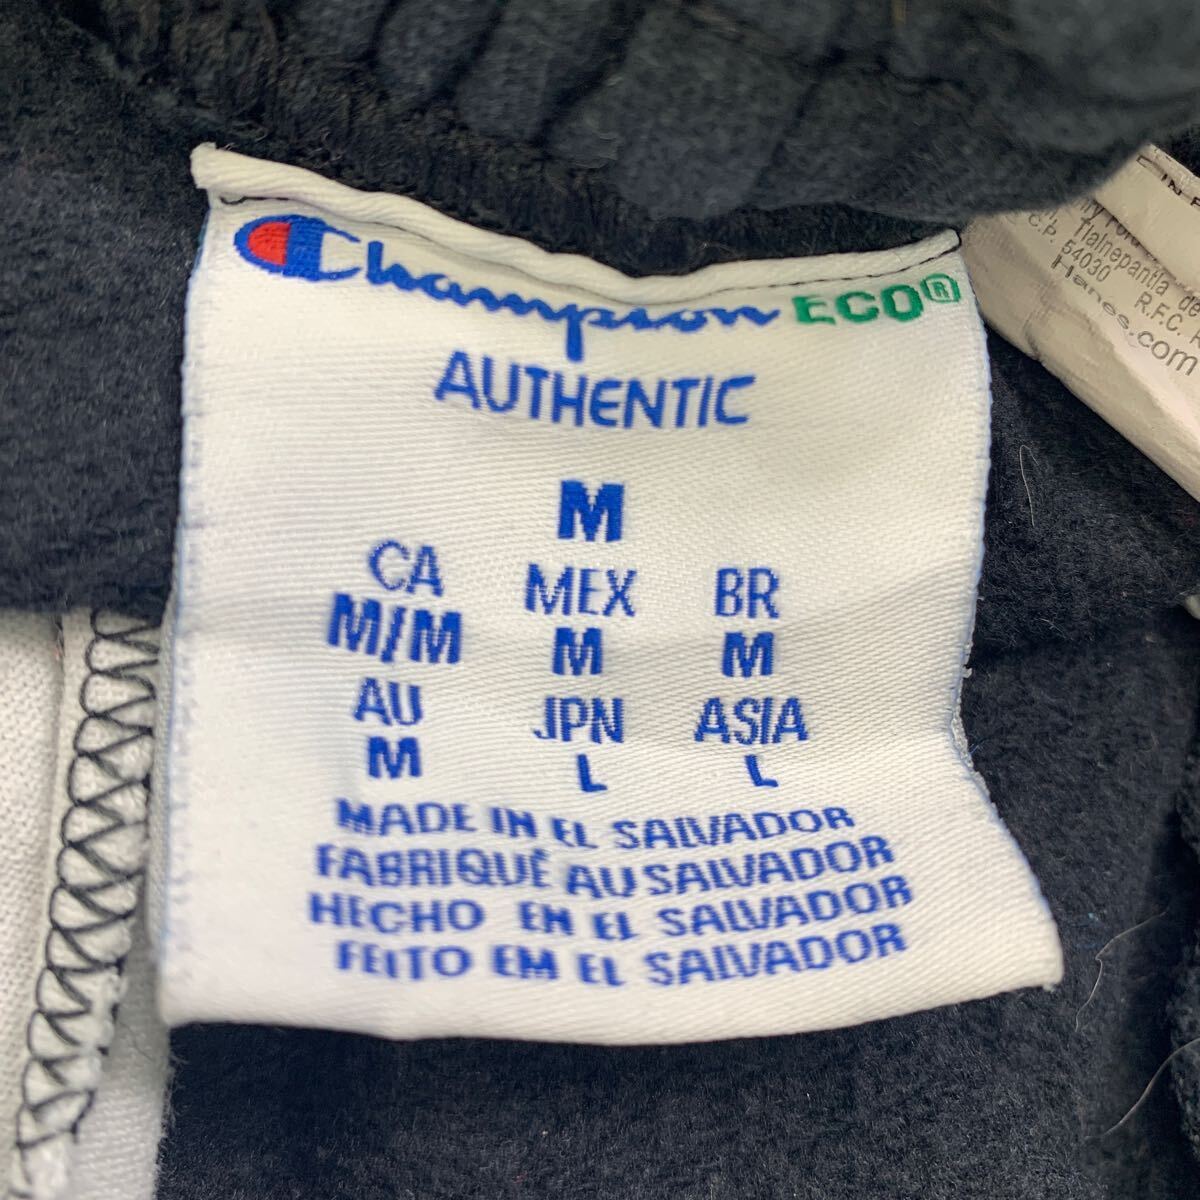 Champion ECO®
AUTHENTIC
M
CA MEX BR
M/M M M
AU JPN ASIA
M L L
MADE IN EL SALVADOR
FABRIQUÉ AU SALVADOR
HECHO EN EL SALVADOR
FEITO EM EL SALVADOR
Tlalnepantla de
C.P. 54030 R.F.C.
Hanes.com